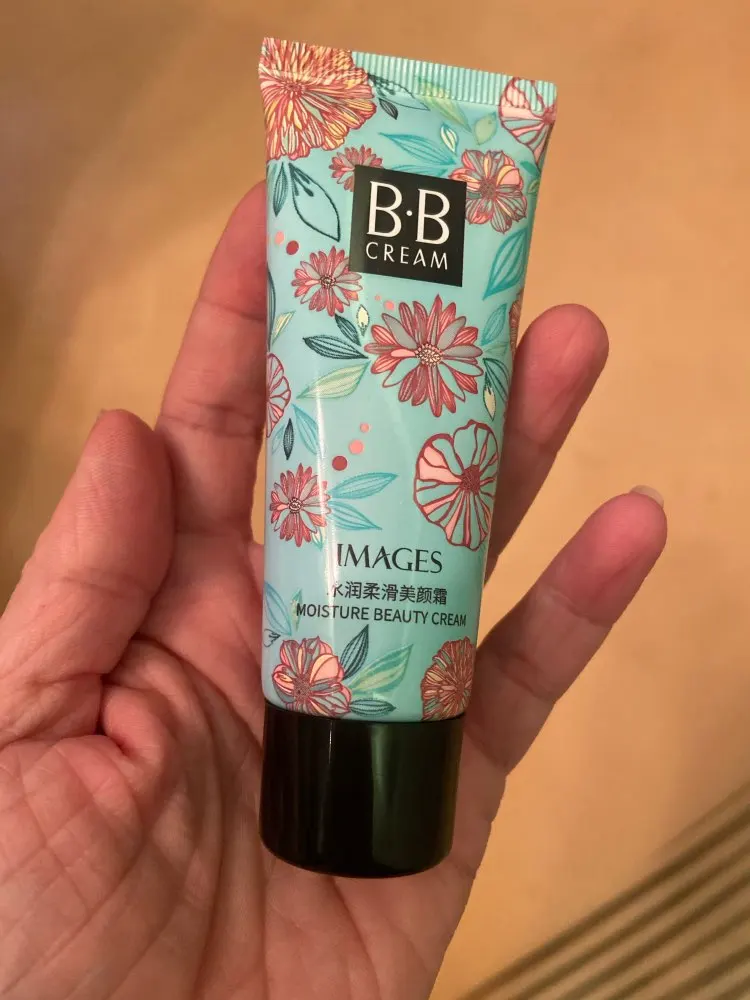 B·B
CREAM
IMAGES
水润柔滑美颜霜
MOISTURE BEAUTY CREAM